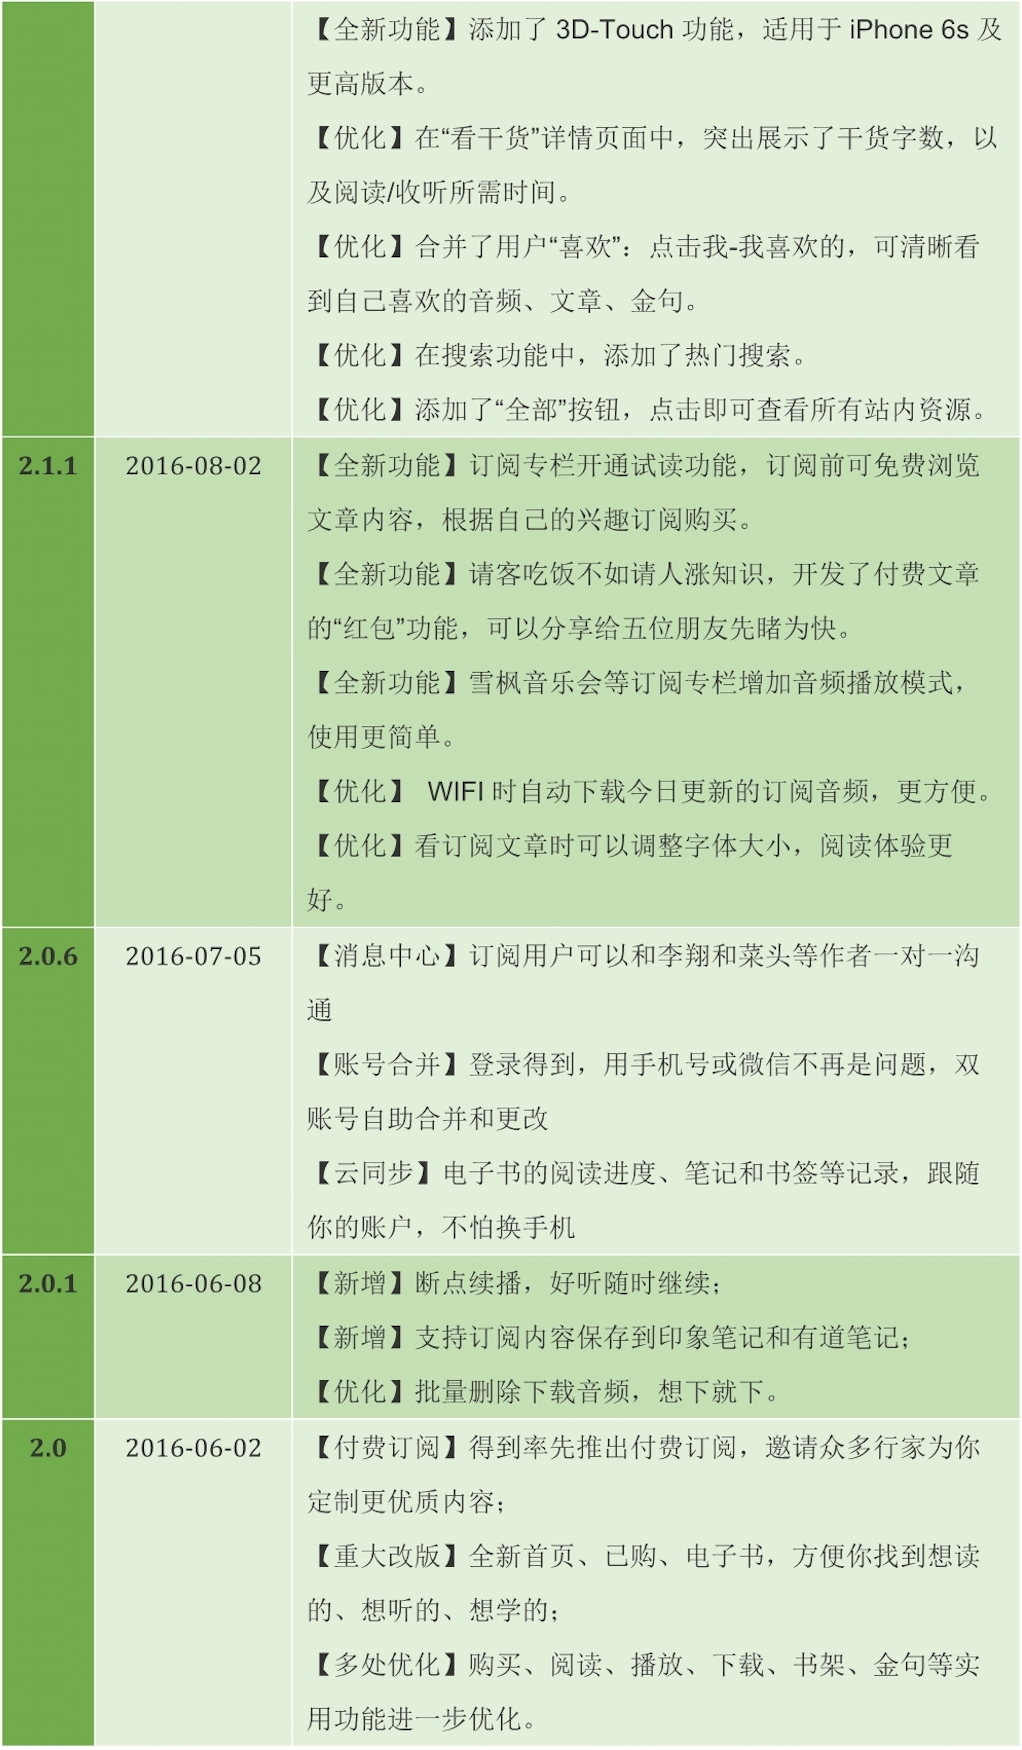 【全新功能】添加了 3D-Touch 功能，适用于 iPhone 6s 及
更高版本。
【优化】在“看干货”详情页面中，突出展示了干货字数，以
及阅读/收听所需时间。
【优化】合并了用户“喜欢”：点击我-我喜欢的，可清晰看
到自己喜欢的音频、文章、金句。
【优化】在搜索功能中，添加了热门搜索。
【优化】添加了“全部”按钮，点击即可查看所有站内资源。
2.1.1 2016-08-02 【全新功能】订阅专栏开通试读功能，订阅前可免费浏览
文章内容，根据自己的兴趣订阅购买。
【全新功能】请客吃饭不如请人涨知识，开发了付费文章
的“红包”功能，可以分享给五位朋友先睹为快。
【全新功能】雪枫音乐会等订阅专栏增加音频播放模式，
使用更简单。
【优化】 WIFI 时自动下载今日更新的订阅音频，更方便。
【优化】看订阅文章时可以调整字体大小，阅读体验更
好。
2.0.6 2016-07-05 【消息中心】订阅用户可以和李翔和菜头等作者一对一沟
通
【账号合并】登录得到，用手机号或微信不再是问题，双
账号自助合并和更改
【云同步】电子书的阅读进度、笔记和书签等记录，跟随
你的账户，不怕换手机
2.0.1 2016-06-08 【新增】断点续播，好听随时继续；
【新增】支持订阅内容保存到印象笔记和有道笔记；
【优化】批量删除下载音频，想下就下。
2.0 2016-06-02 【付费订阅】得到率先推出付费订阅，邀请众多行家为你
定制更优质内容；
【重大改版】全新首页、已购、电子书，方便你找到想读
的、想听的、想学的；
【多处优化】购买、阅读、播放、下载、书架、金句等实
用功能进一步优化。